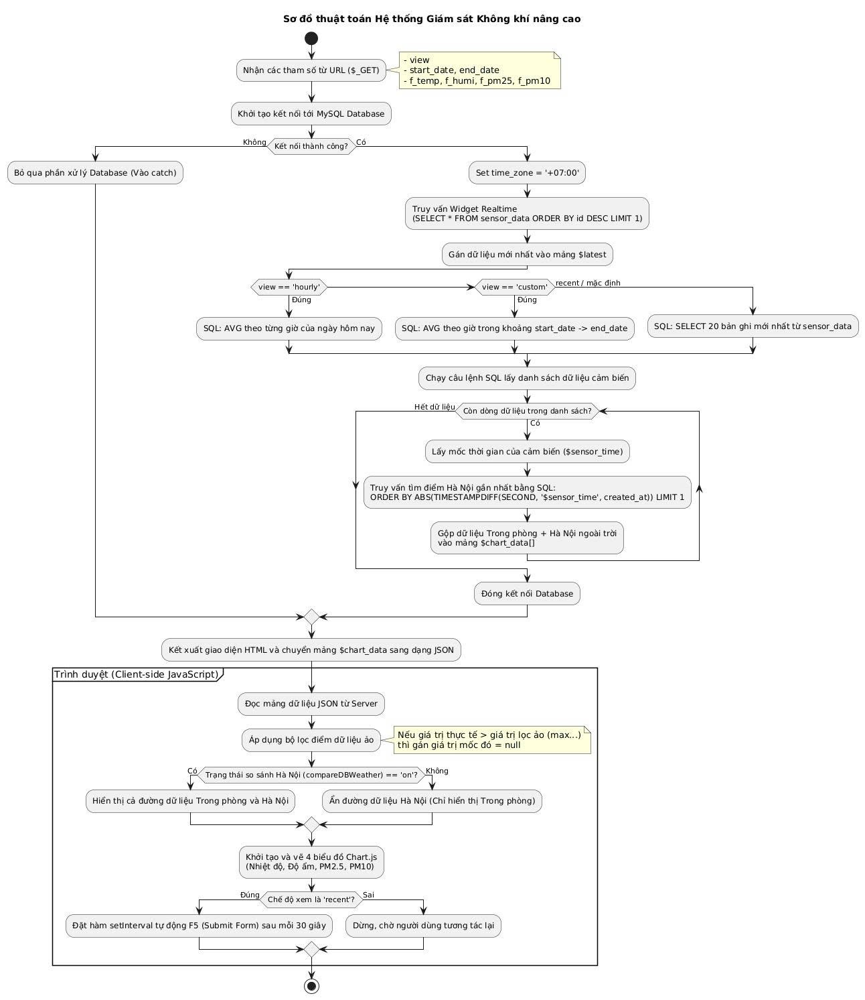 Sơ đồ thuật toán Hệ thống Giám sát Không khí nâng cao
Nhận các tham số từ URL ($_GET)
- view
- start_date, end_date
- f_temp, f_humi, f_pm25, f_pm10
Khởi tạo kết nối tới MySQL Database
Không
Kết nối thành công?
Có
Bỏ qua phần xử lý Database (Vào catch)
Set time_zone = '+07:00'
Truy vấn Widget Realtime
(SELECT * FROM sensor_data ORDER BY id DESC LIMIT 1)
Gán dữ liệu mới nhất vào mảng $latest
view == 'hourly'
Đúng
view == 'custom'
Đúng
recent / mặc định
SQL: AVG theo từng giờ của ngày hôm nay
SQL: AVG theo giờ trong khoảng start_date -> end_date
SQL: SELECT 20 bản ghi mới nhất từ sensor_data
Chạy câu lệnh SQL lấy danh sách dữ liệu cảm biến
Hết dữ liệu
Còn dòng dữ liệu trong danh sách?
Có
Lấy mốc thời gian của cảm biến ($sensor_time)
Truy vấn tìm điểm Hà Nội gần nhất bằng SQL:
ORDER BY ABS(TIMESTAMPDIFF(SECOND, '$sensor_time', created_at)) LIMIT 1
Gộp dữ liệu Trong phòng + Hà Nội ngoài trời
vào mảng $chart_data[]
Đóng kết nối Database
Kết xuất giao diện HTML và chuyển mảng $chart_data sang dạng JSON
Trình duyệt (Client-side JavaScript)
Đọc mảng dữ liệu JSON từ Server
Áp dụng bộ lọc điểm dữ liệu ảo
Nếu giá trị thực tế > giá trị lọc ảo (max...)
thì gán giá trị mốc đó = null
Có
Trạng thái so sánh Hà Nội (compareDBWeather) == 'on'?
Không
Hiển thị cả đường dữ liệu Trong phòng và Hà Nội
Ẩn đường dữ liệu Hà Nội (Chỉ hiển thị Trong phòng)
Khởi tạo và vẽ 4 biểu đồ Chart.js
(Nhiệt độ, Độ ẩm, PM2.5, PM10)
Đúng
Chế độ xem là 'recent'?
Sai
Đặt hàm setInterval tự động F5 (Submit Form) sau mỗi 30 giây
Dừng, chờ người dùng tương tác lại